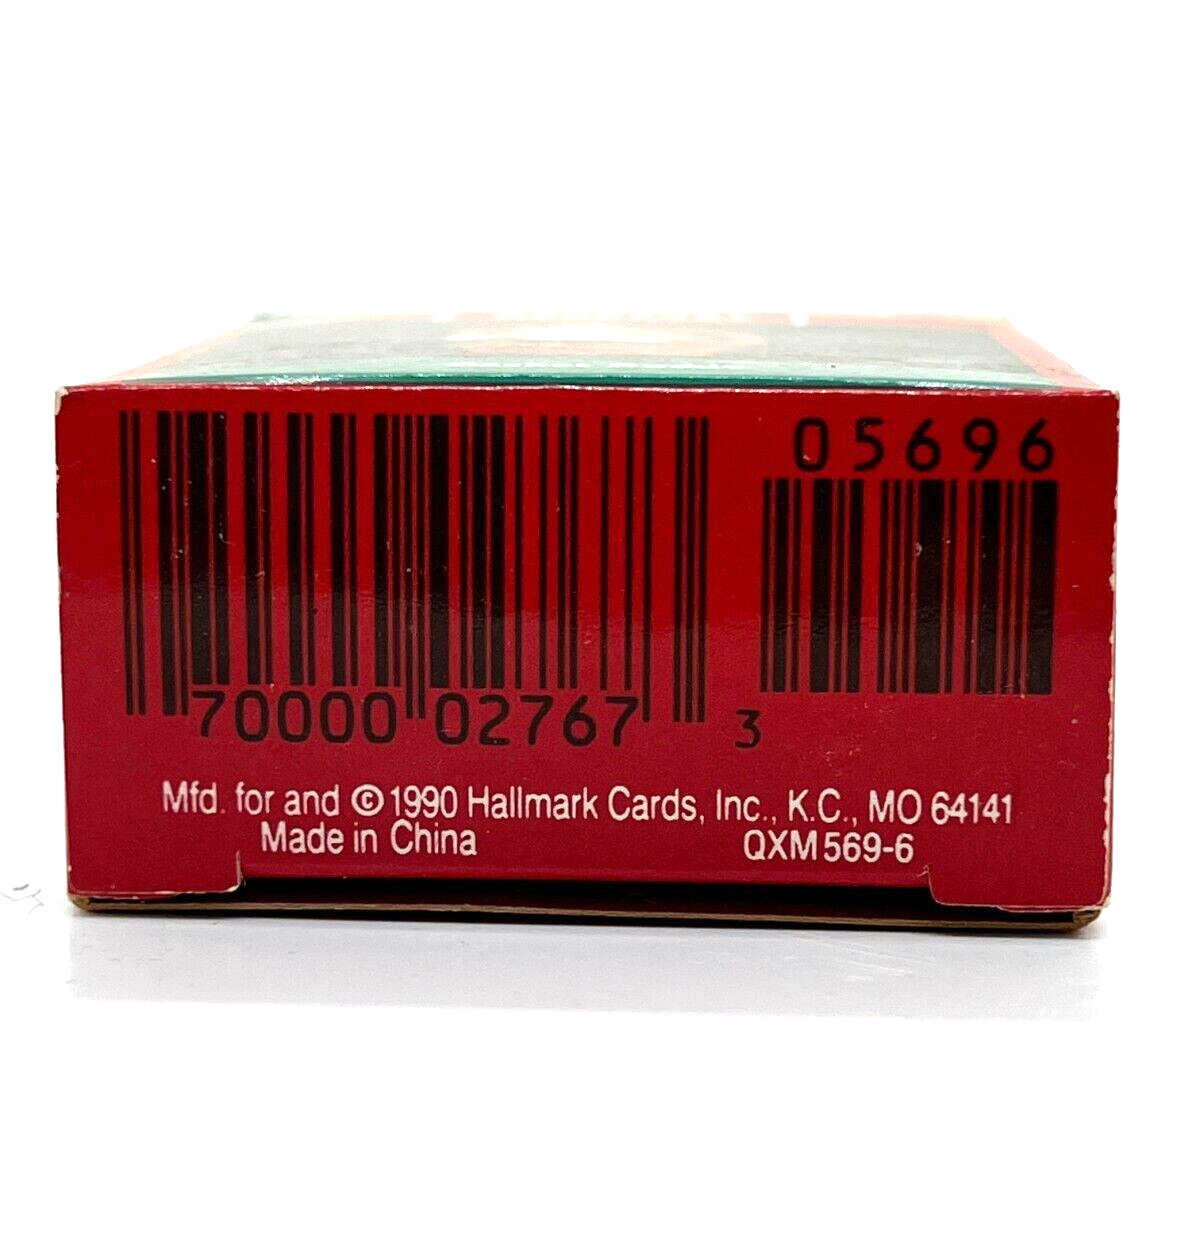 05696
70000 02767 3
Mfd. for and © 1990 Hallmark Cards, Inc., K.C., MO 64141
Made in China QXM 569-6